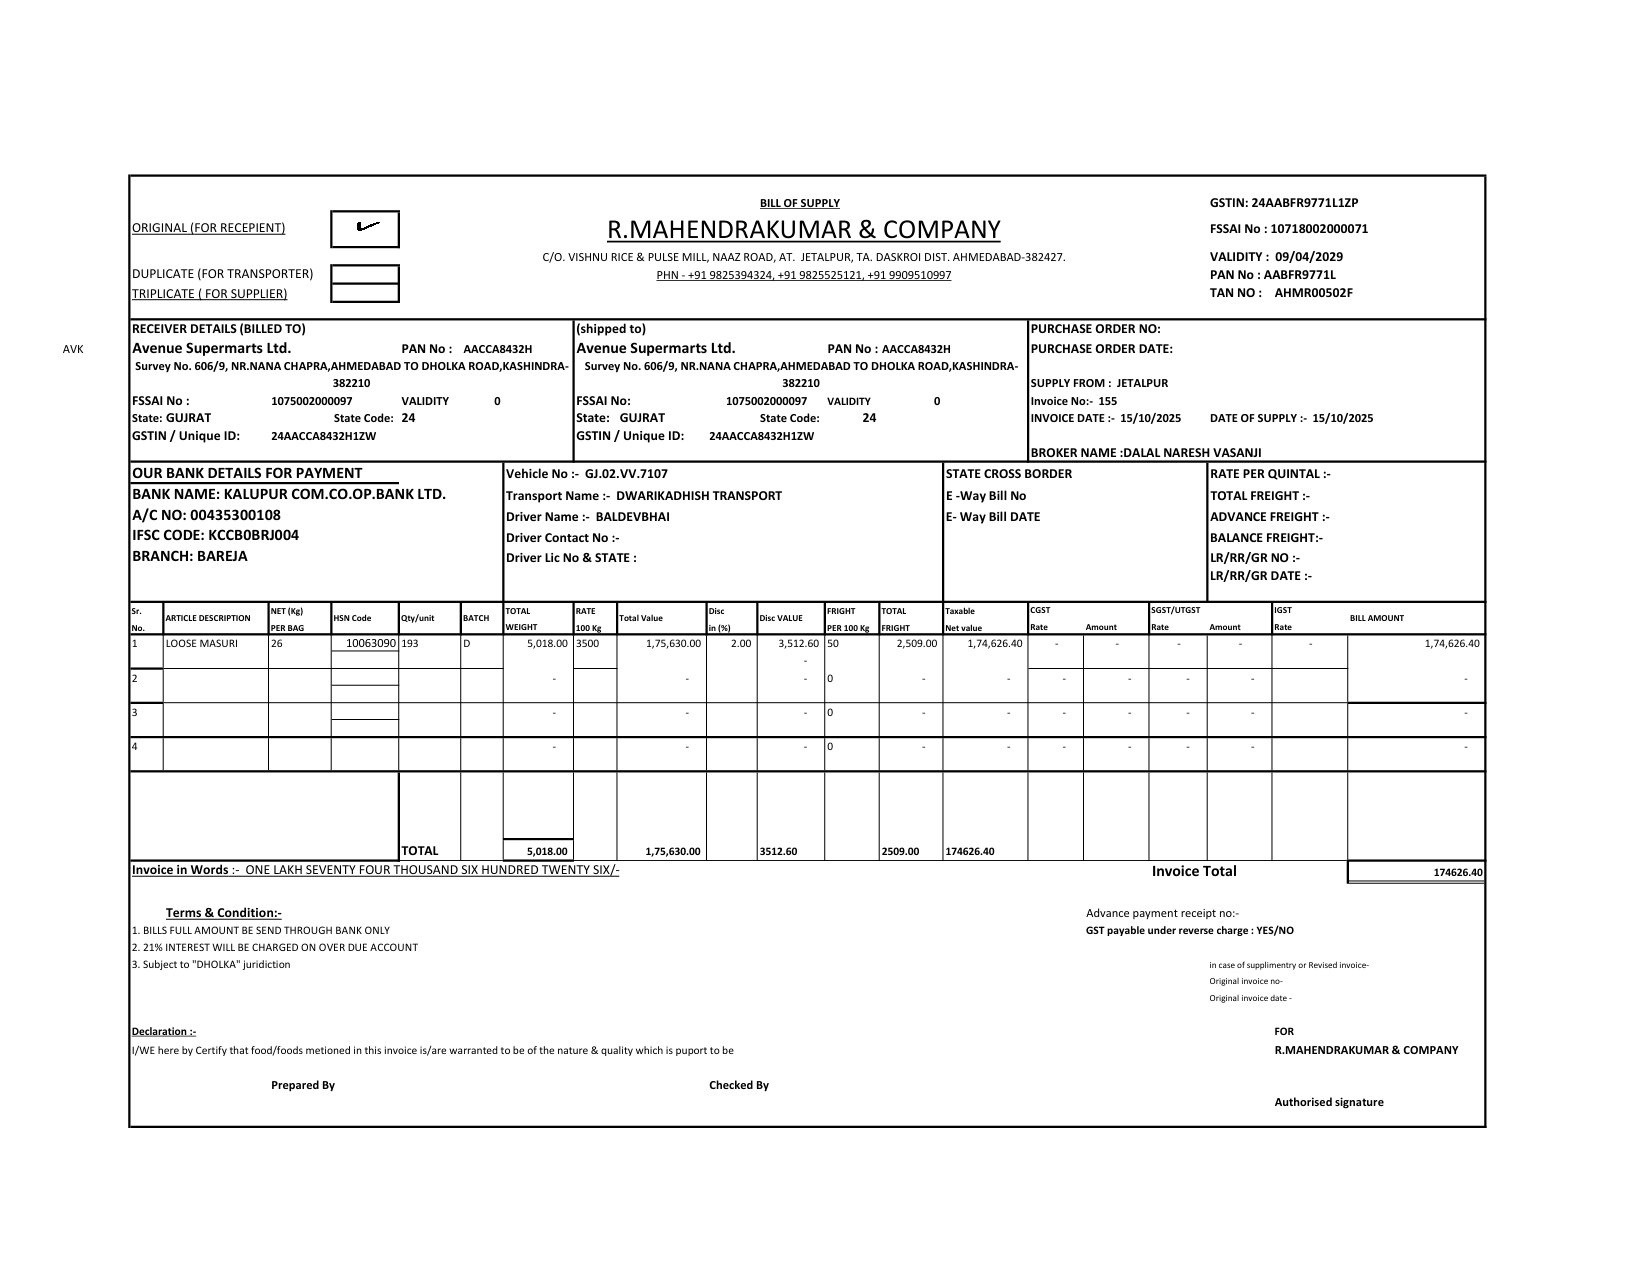 BILL OF SUPPLY
GSTIN: 24AABFR9771L1ZP
ORIGINAL (FOR RECEPIENT)
R.MAHENDRAKUMAR & COMPANY
FSSAI No : 10718002000071
C/O. VISHNU RICE & PULSE MILL, NAAZ ROAD, AT. JETALPUR, TA. DASKROI DIST. AHMEDABAD-382427.
VALIDITY : 09/04/2029
DUPLICATE (FOR TRANSPORTER)
PHN - +91 9825394324, +91 9825525121, +91 9909510997
PAN No : AABFR9771L
TRIPLICATE ( FOR SUPPLIER)
TAN NO : AHMR00502F
AVK
RECEIVER DETAILS (BILLED TO)
Avenue Supermarts Ltd. PAN No : AACCA8432H
Survey No. 606/9, NR.NANA CHAPRA,AHMEDABAD TO DHOLKA ROAD,KASHINDRA-
382210
FSSAI No : 1075002000097 VALIDITY 0
State: GUJRAT State Code: 24
GSTIN / Unique ID: 24AACCA8432H1ZW
(shipped to)
Avenue Supermarts Ltd. PAN No : AACCA8432H
Survey No. 606/9, NR.NANA CHAPRA,AHMEDABAD TO DHOLKA ROAD,KASHINDRA-
382210
FSSAI No: 1075002000097 VALIDITY 0
State: GUJRAT State Code: 24
GSTIN / Unique ID: 24AACCA8432H1ZW
PURCHASE ORDER NO:
PURCHASE ORDER DATE:
SUPPLY FROM : JETALPUR
Invoice No:- 155
INVOICE DATE :- 15/10/2025 DATE OF SUPPLY :- 15/10/2025
BROKER NAME :DALAL NARESH VASANJI
OUR BANK DETAILS FOR PAYMENT
BANK NAME: KALUPUR COM.CO.OP.BANK LTD.
A/C NO: 00435300108
IFSC CODE: KCCB0BRJ004
BRANCH: BAREJA
Vehicle No :- GJ.02.VV.7107
Transport Name :- DWARIKADHISH TRANSPORT
Driver Name :- BALDEVBHAI
Driver Contact No :-
Driver Lic No & STATE :
STATE CROSS BORDER
E -Way Bill No
E- Way Bill DATE
RATE PER QUINTAL :-
TOTAL FREIGHT :-
ADVANCE FREIGHT :-
BALANCE FREIGHT:-
LR/RR/GR NO :-
LR/RR/GR DATE :-
Sr. No. ARTICLE DESCRIPTION NET (Kg) PER BAG HSN Code Qty/unit BATCH TOTAL WEIGHT RATE 100 Kg Total Value Disc in (%) Disc VALUE FRIGHT PER 100 Kg TOTAL FRIGHT Taxable Net value CGST Rate Amount SGST/UTGST Rate Amount IGST Rate BILL AMOUNT
1 LOOSE MASURI 26 10063090 193 D 5,018.00 3500 1,75,630.00 2.00 3,512.60 50 2,509.00 1,74,626.40 - - - - - 1,74,626.40
-
2 - - - 0 - - - - - - -
3 - - - 0 - - - - - - -
4 - - - 0 - - - - - - -
TOTAL 5,018.00 1,75,630.00 3512.60 2509.00 174626.40
Invoice in Words :- ONE LAKH SEVENTY FOUR THOUSAND SIX HUNDRED TWENTY SIX/- Invoice Total 174626.40
Terms & Condition:-
1. BILLS FULL AMOUNT BE SEND THROUGH BANK ONLY
2. 21% INTEREST WILL BE CHARGED ON OVER DUE ACCOUNT
3. Subject to "DHOLKA" juridiction
Advance payment receipt no:-
GST payable under reverse charge : YES/NO
in case of supplimentry or Revised invoice-
Original invoice no-
Original invoice date -
Declaration :-
I/WE here by Certify that food/foods metioned in this invoice is/are warranted to be of the nature & quality which is puport to be
FOR
R.MAHENDRAKUMAR & COMPANY
Prepared By Checked By
Authorised signature